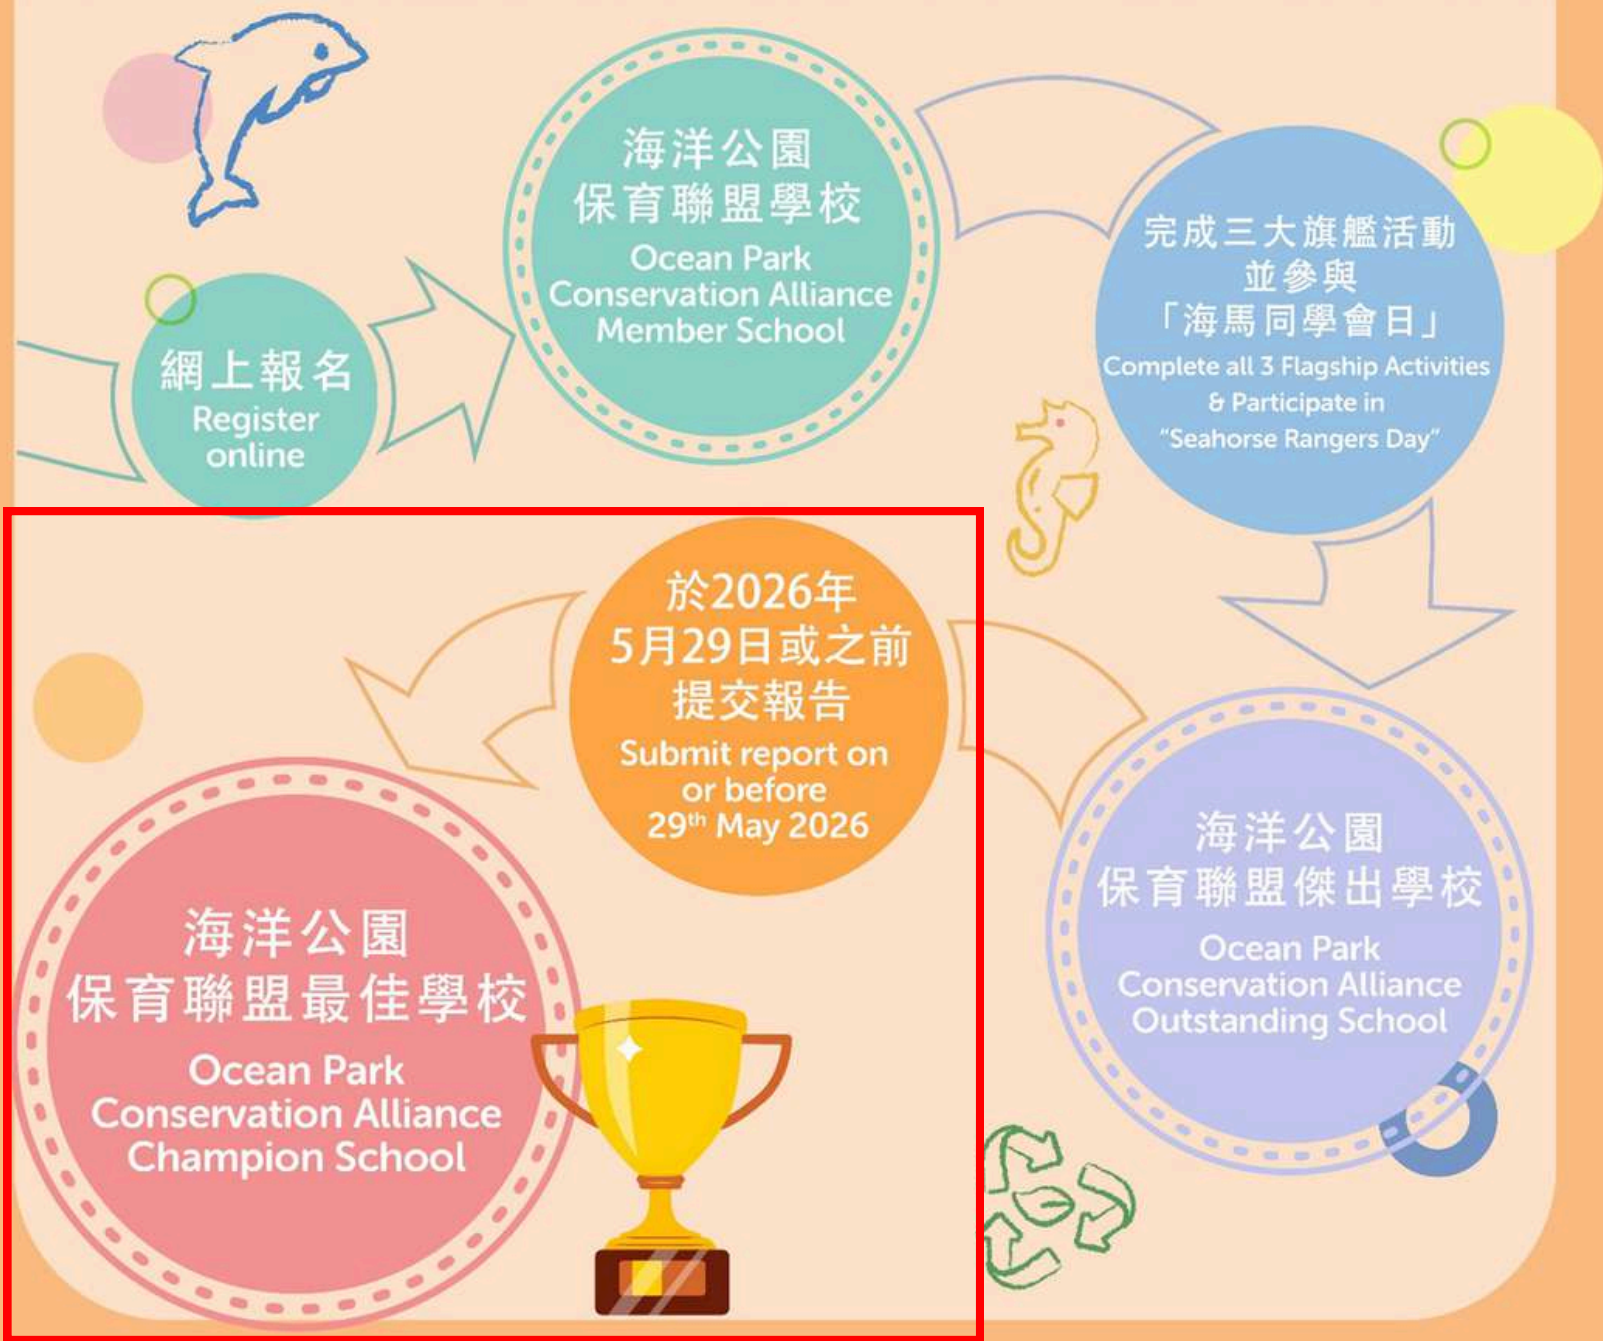 網上報名
Register
online
海洋公園
保育聯盟學校
Ocean Park
Conservation Alliance
Member School
完成三大旗艦活動
並參與
「海馬同學會日」
Complete all 3 Flagship Activities
& Participate in
“Seahorse Rangers Day”
海洋公園
保育聯盟傑出學校
Ocean Park
Conservation Alliance
Outstanding School
於2026年
5月29日或之前
提交報告
Submit report on
or before
29th May 2026
海洋公園
保育聯盟最佳學校
Ocean Park
Conservation Alliance
Champion School